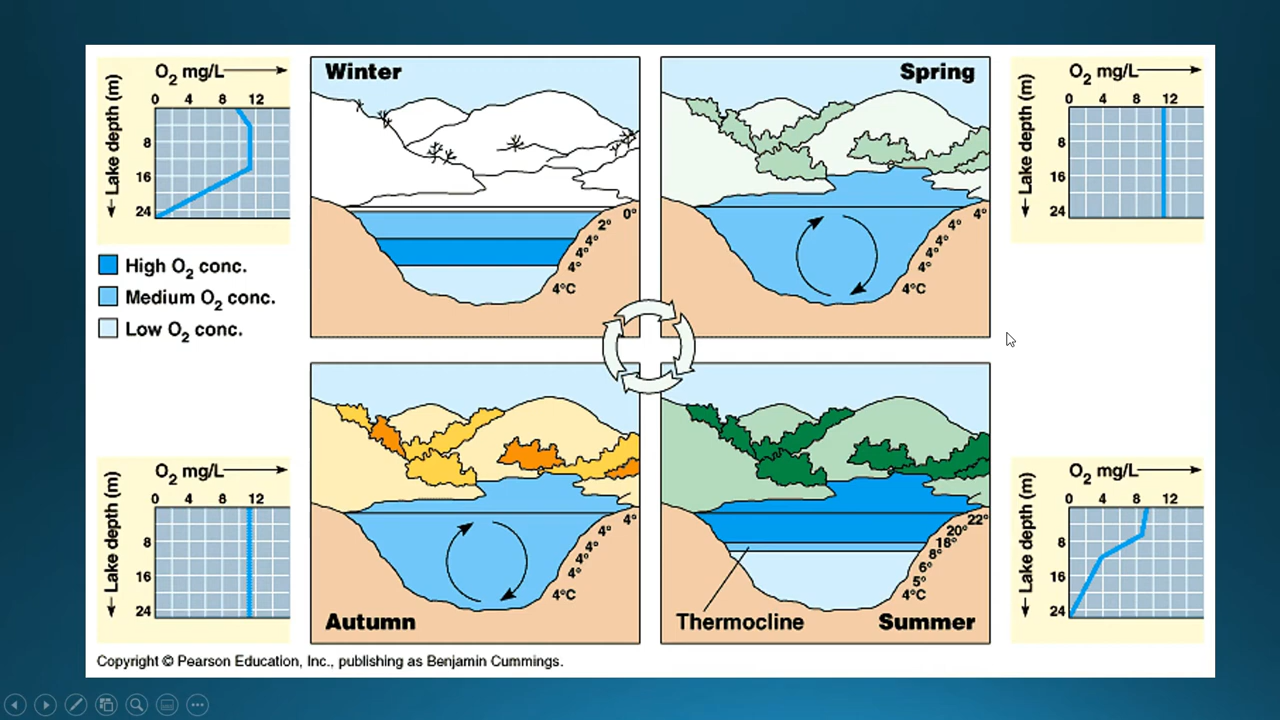 O2 mg/L
0 4 8 12
Lake depth (m)
8
16
24
Winter
0°
2°
4°
4°
4°
4°C
Spring
4°
4°
4°
4°
4°
4°C
O2 mg/L
0 4 8 12
Lake depth (m)
8
16
24
High O2 conc.
Medium O2 conc.
Low O2 conc.
O2 mg/L
0 4 8 12
Lake depth (m)
8
16
24
4°
4°
4°
4°
4°
4°C
Autumn
22°
20°
18°
8°
6°
5°
4°C
Thermocline
Summer
O2 mg/L
0 4 8 12
Lake depth (m)
8
16
24
Copyright © Pearson Education, Inc., publishing as Benjamin Cummings.